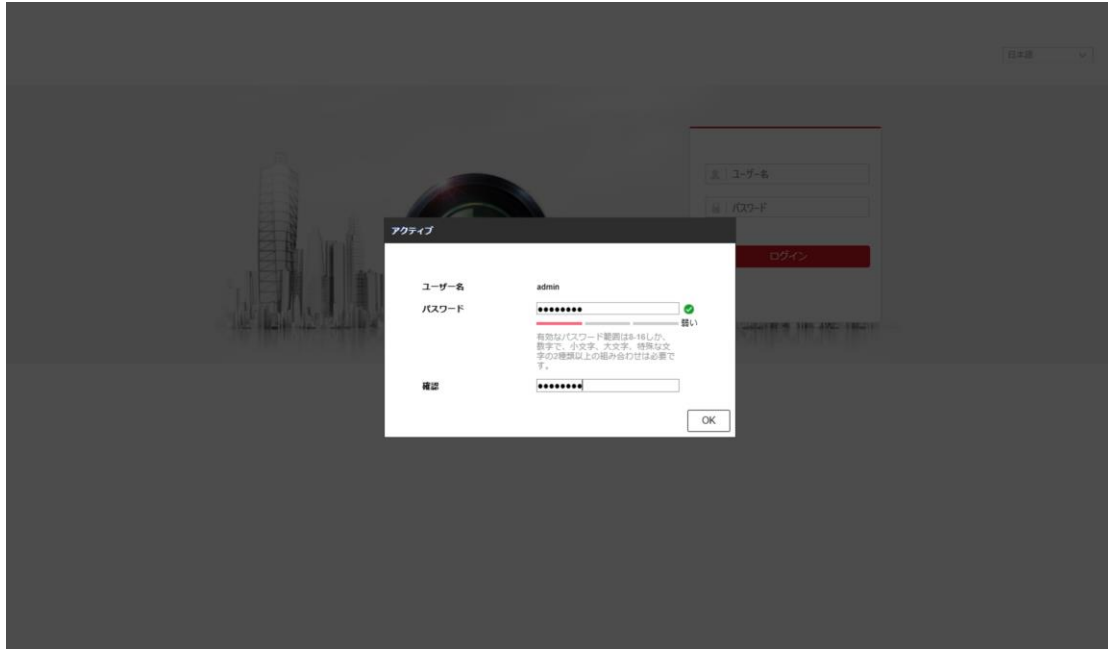 日本語
ユーザー名
パスワード
ログイン
アクティブ
ユーザー名 admin
パスワード ●●●●●●●●
弱い
有効なパスワード範囲は8-16しか、
数字で、小文字、大文字、特殊な文
字の2種類以上の組み合わせは必要で
す。
確認 ●●●●●●●●
OK